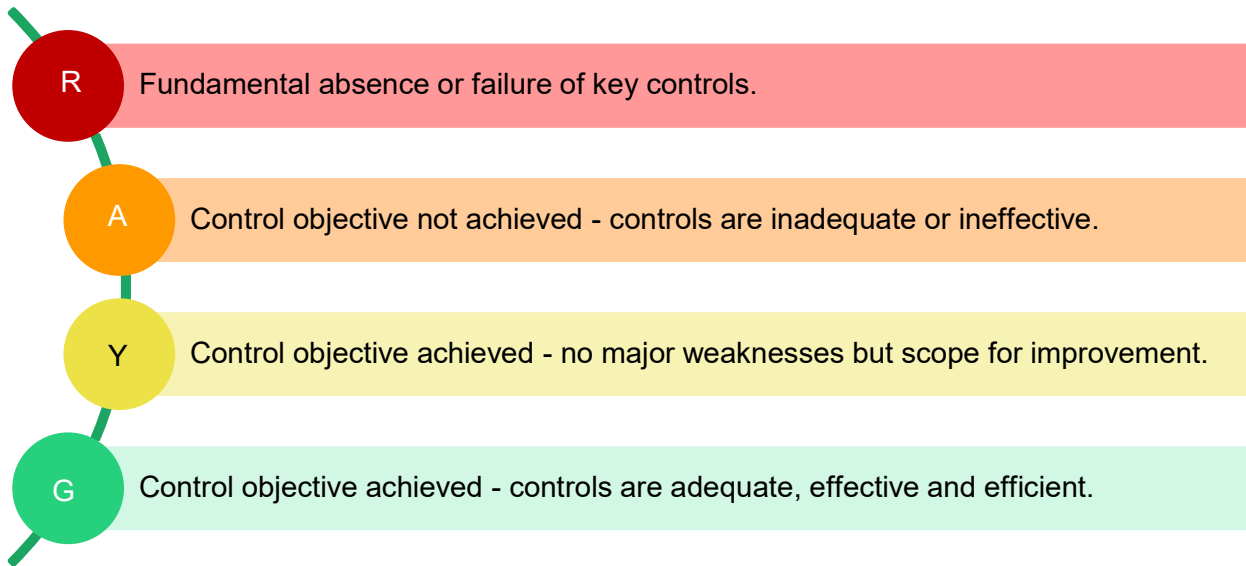 R
Fundamental absence or failure of key controls.
A
Control objective not achieved - controls are inadequate or ineffective.
Y
Control objective achieved - no major weaknesses but scope for improvement.
G
Control objective achieved - controls are adequate, effective and efficient.